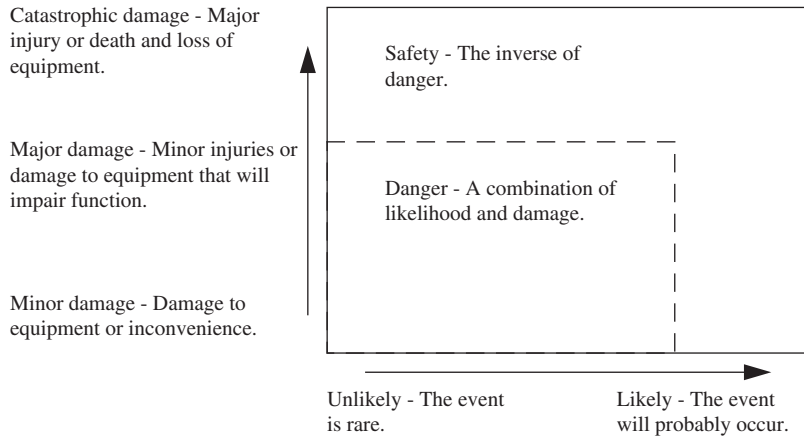 Catastrophic damage - Major
injury or death and loss of
equipment.
Safety - The inverse of
danger.
Major damage - Minor injuries or
damage to equipment that will
impair function.
Danger - A combination of
likelihood and damage.
Minor damage - Damage to
equipment or inconvenience.
Unlikely - The event
is rare.
Likely - The event
will probably occur.